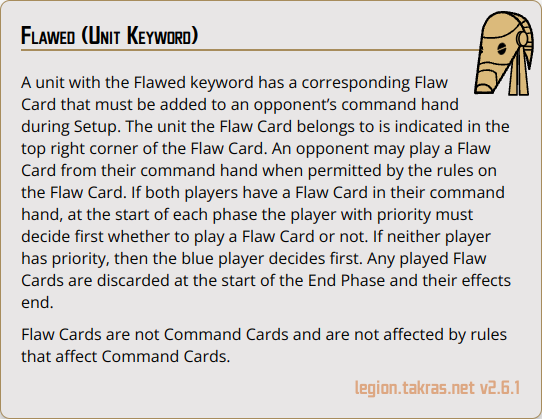 Flawed (Unit Keyword)
A unit with the Flawed keyword has a corresponding Flaw
Card that must be added to an opponent’s command hand
during Setup. The unit the Flaw Card belongs to is indicated in the
top right corner of the Flaw Card. An opponent may play a Flaw
Card from their command hand when permitted by the rules on
the Flaw Card. If both players have a Flaw Card in their command
hand, at the start of each phase the player with priority must
decide first whether to play a Flaw Card or not. If neither player
has priority, then the blue player decides first. Any played Flaw
Cards are discarded at the start of the End Phase and their effects
end.
Flaw Cards are not Command Cards and are not affected by rules
that affect Command Cards.
legion.takras.net v2.6.1